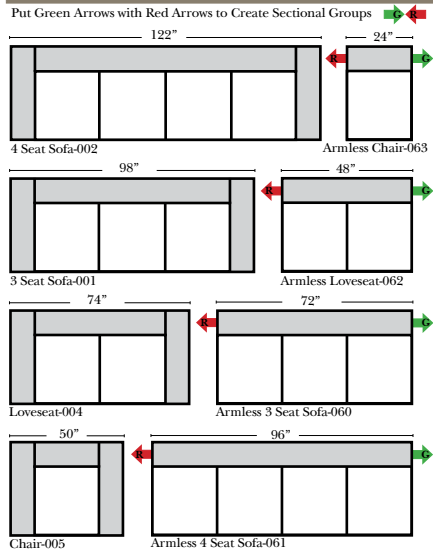 Put Green Arrows with Red Arrows to Create Sectional Groups G R
122” 24”
R G
4 Seat Sofa-002 Armless Chair-063
98” 48”
R G
3 Seat Sofa-001 Armless Loveseat-062
74” 72”
R G
Loveseat-004 Armless 3 Seat Sofa-060
50” 96”
R G
Chair-005 Armless 4 Seat Sofa-061